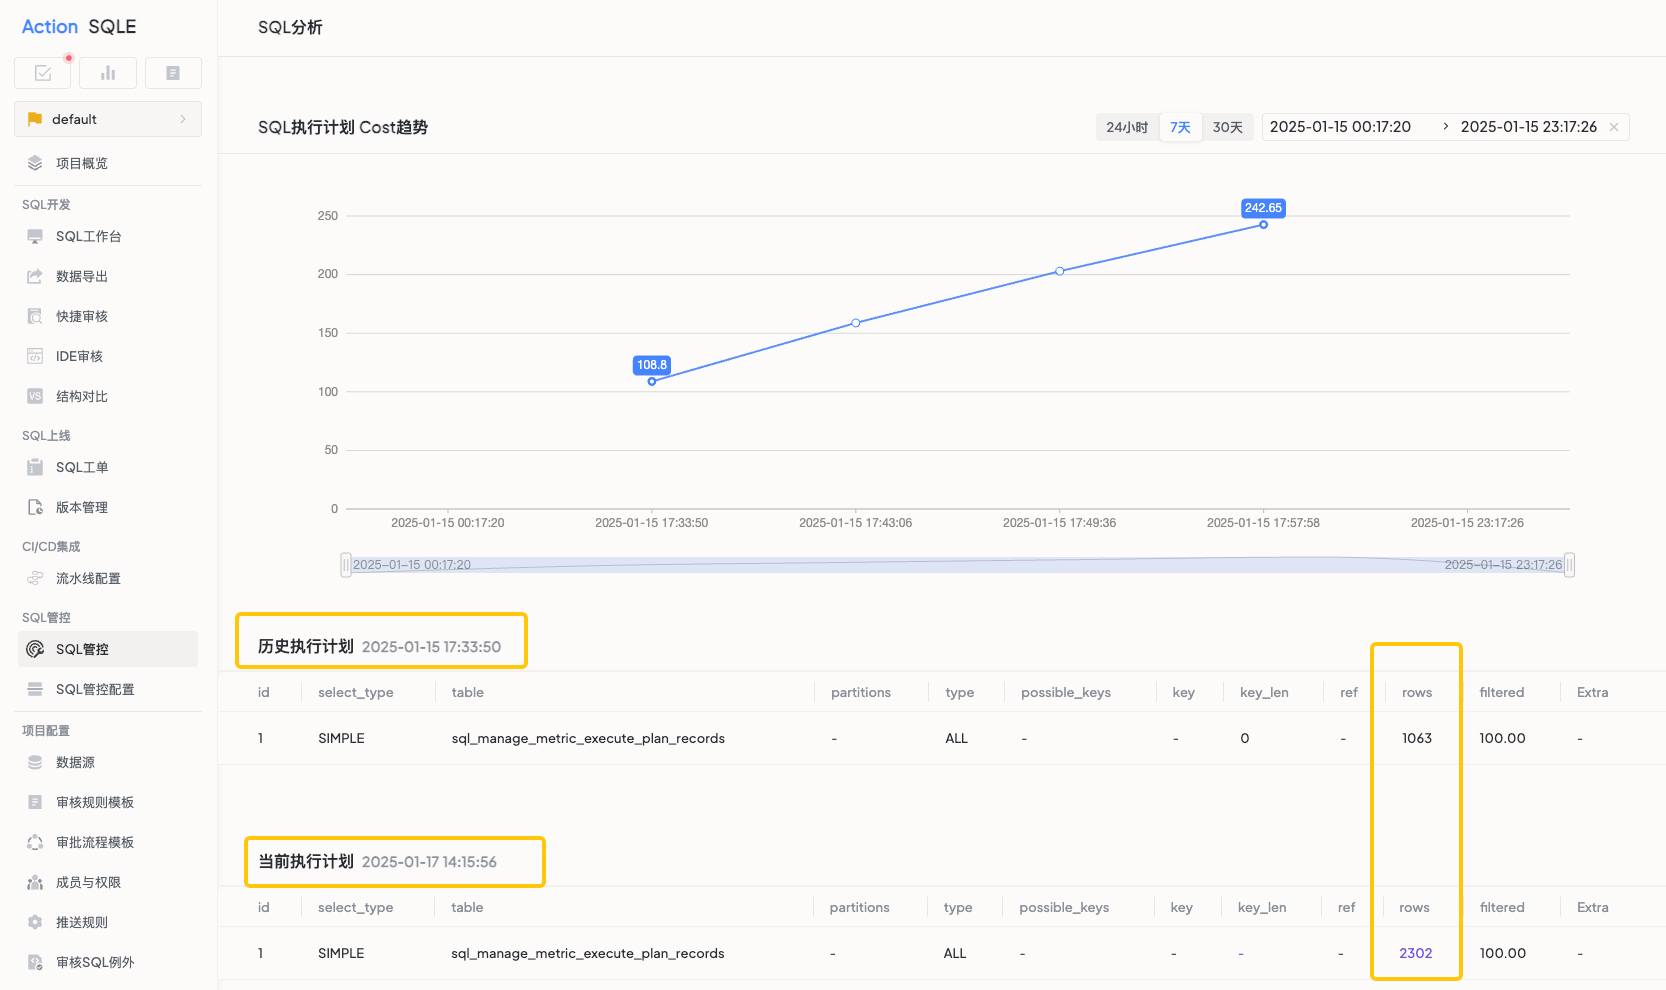 Action SQLE
default
项目概览
SQL开发
SQL工作台
数据导出
快捷审核
IDE审核
VS 结构对比
SQL上线
SQL工单
版本管理
CI/CD集成
流水线配置
SQL管控
SQL管控
SQL管控配置
项目配置
数据源
审核规则模板
审批流程模板
成员与权限
推送规则
审核SQL例外
SQL分析
SQL执行计划 Cost趋势
24小时 7天 30天 2025-01-15 00:17:20 2025-01-15 23:17:26
250
200
150
100
50
0
242.65
108.8
2025-01-15 00:17:20 2025-01-15 17:33:50 2025-01-15 17:43:06 2025-01-15 17:49:36 2025-01-15 17:57:58 2025-01-15 23:17:26
2025-01-15 00:17:20 2025-01-15 23:17:26
历史执行计划 2025-01-15 17:33:50
id select_type table partitions type possible_keys key key_len ref rows filtered Extra
1 SIMPLE sql_manage_metric_execute_plan_records - ALL - - 0 - 1063 100.00 -
当前执行计划 2025-01-17 14:15:56
id select_type table partitions type possible_keys key key_len ref rows filtered Extra
1 SIMPLE sql_manage_metric_execute_plan_records - ALL - - - - 2302 100.00 -